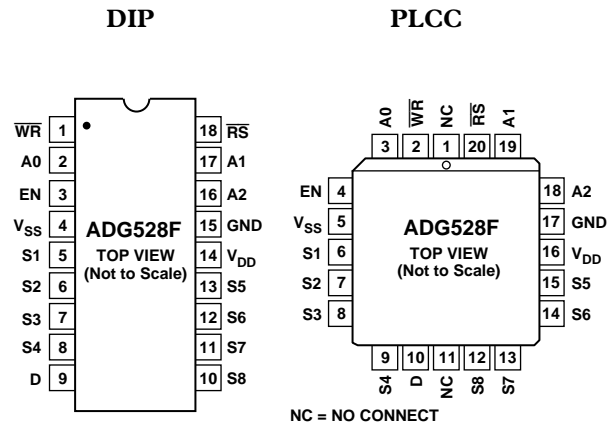 DIP PLCC
WR 1 18 RS
A0 2 17 A1
EN 3 16 A2
VSS 4 15 GND
S1 5 14 VDD
S2 6 13 S5
S3 7 12 S6
S4 8 11 S7
D 9 10 S8
ADG528F
TOP VIEW
(Not to Scale)
A0 WR NC RS A1
3 2 1 20 19
EN 4 18 A2
VSS 5 17 GND
S1 6 16 VDD
S2 7 15 S5
S3 8 14 S6
ADG528F
TOP VIEW
(Not to Scale)
9 10 11 12 13
S4 D NC S8 S7
NC = NO CONNECT